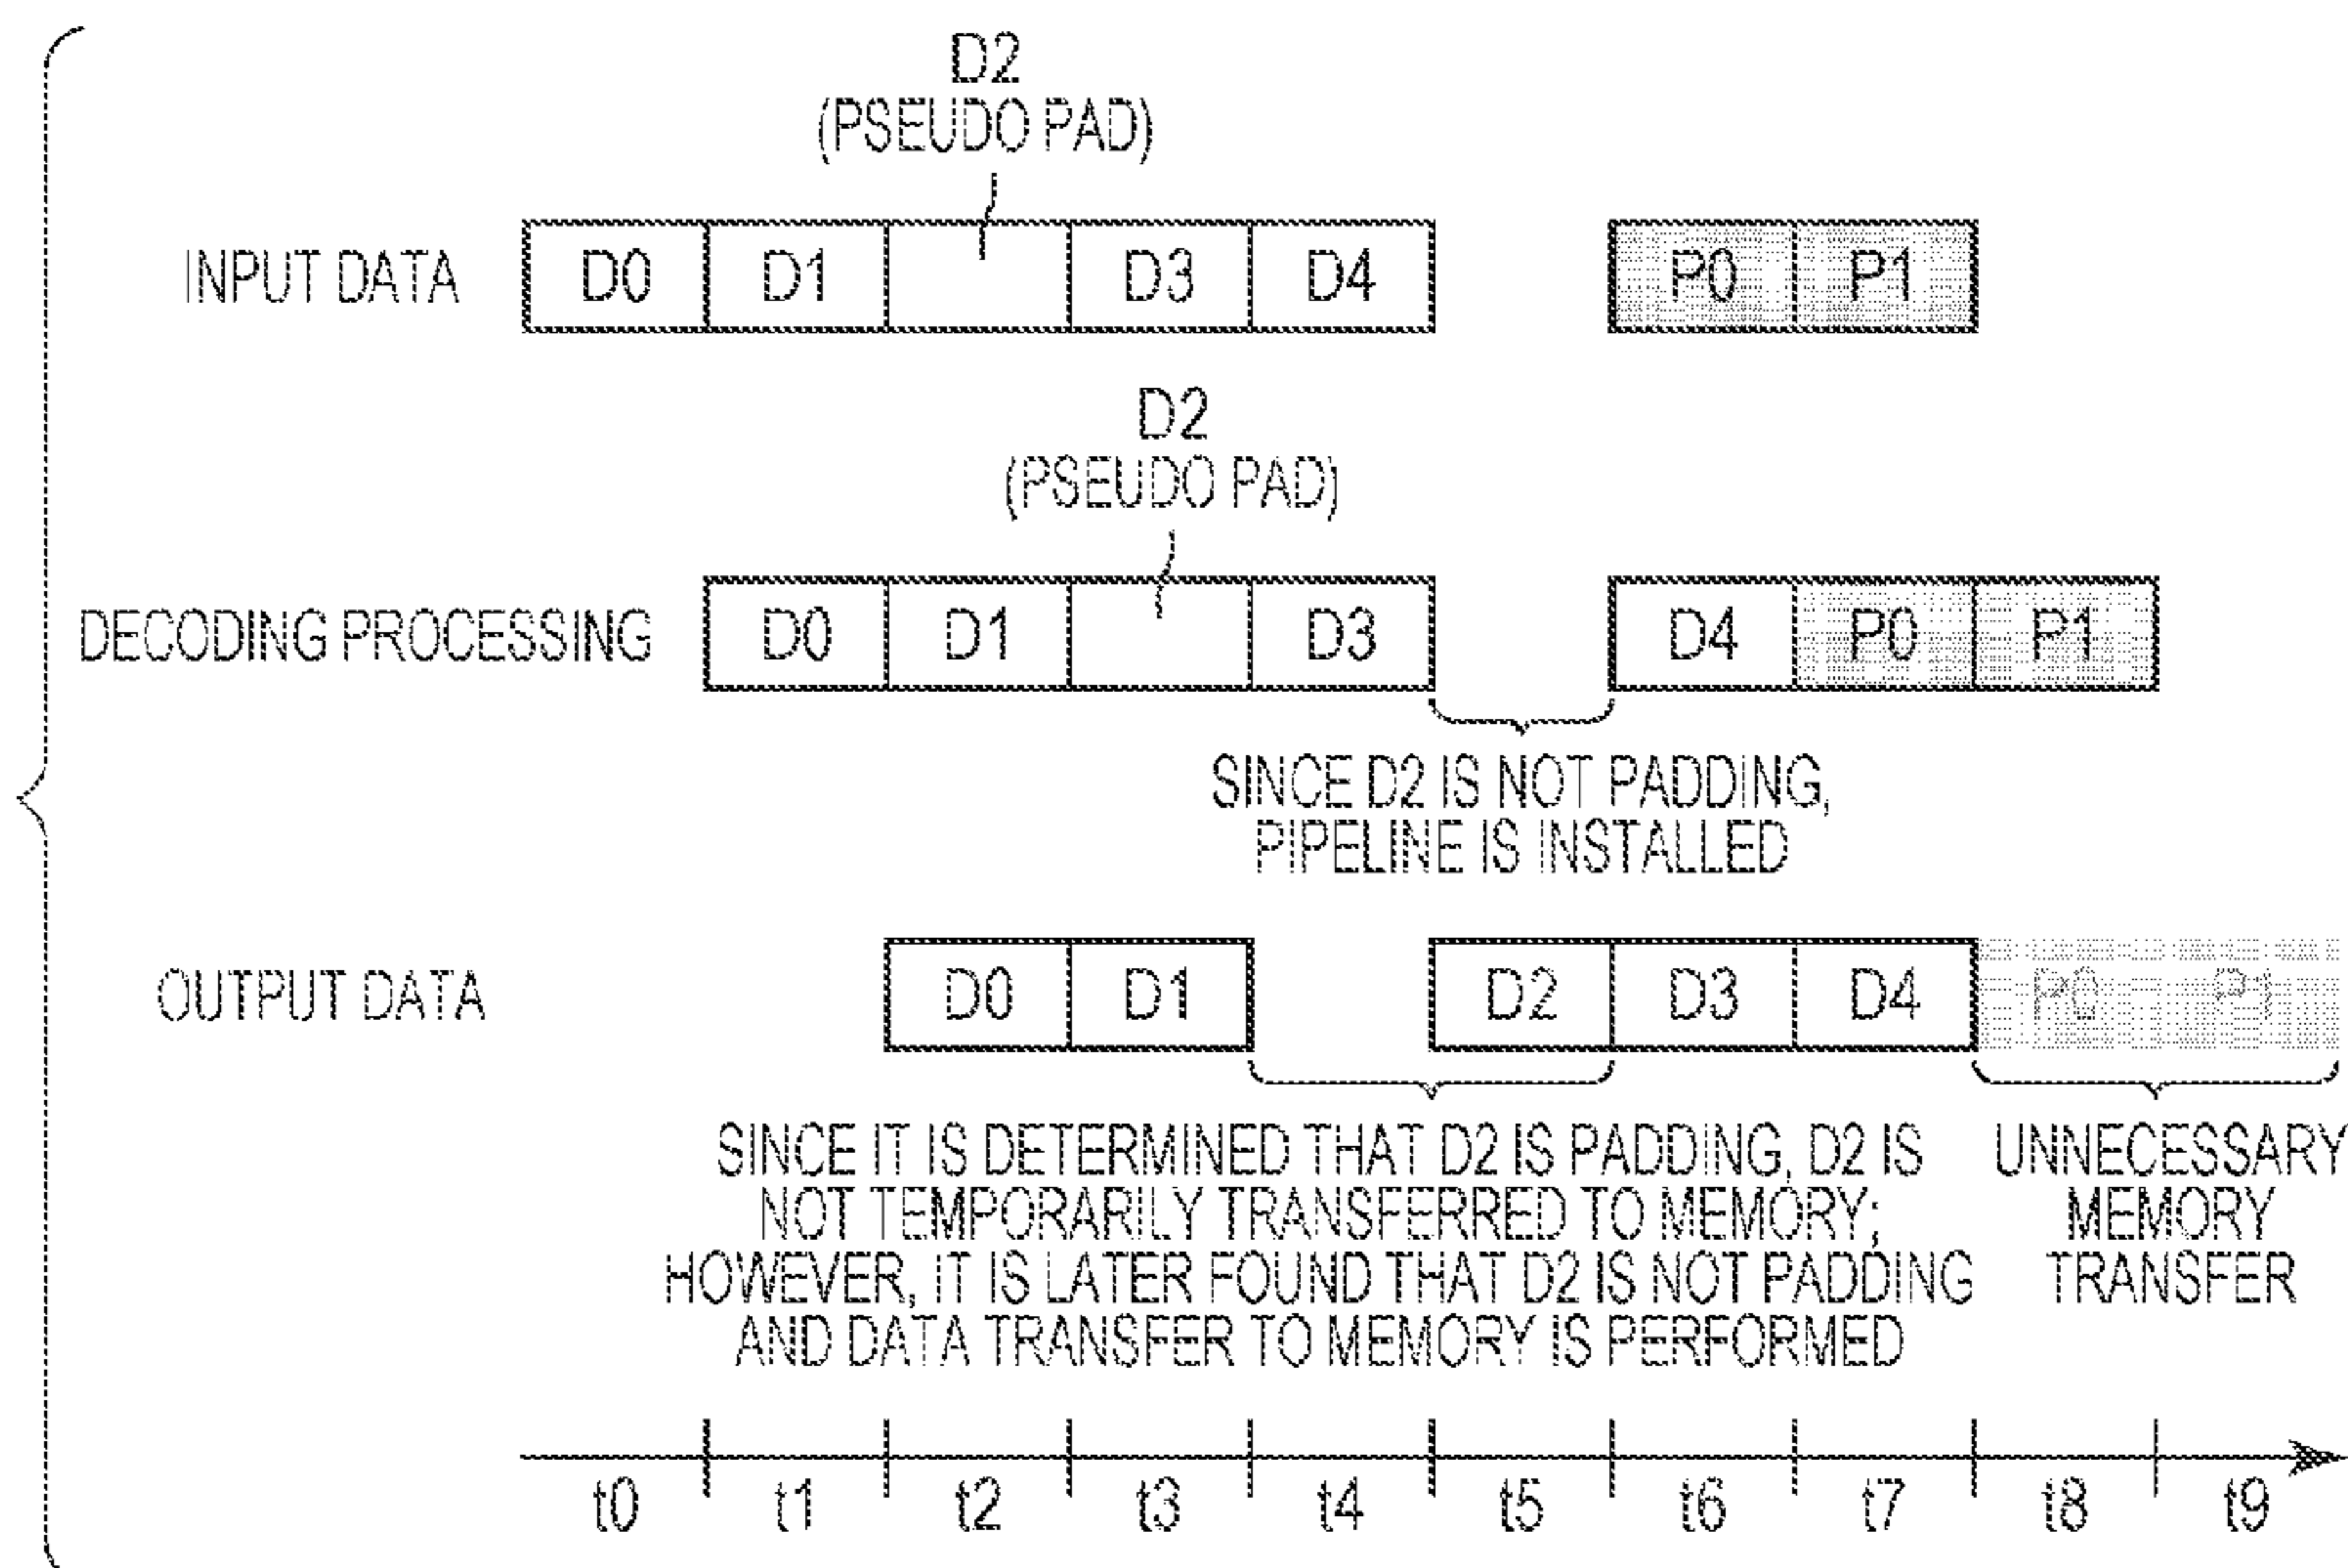 D2
(PSEUDO PAD)
INPUT DATA D0 D1 D3 D4 P0 P1
D2
(PSEUDO PAD)
DECODING PROCESSING D0 D1 D3 D4 P0 P1
SINCE D2 IS NOT PADDING,
PIPELINE IS INSTALLED
OUTPUT DATA D0 D1 D2 D3 D4 P0 P1
SINCE IT IS DETERMINED THAT D2 IS PADDING, D2 IS
NOT TEMPORARILY TRANSFERRED TO MEMORY;
HOWEVER, IT IS LATER FOUND THAT D2 IS NOT PADDING
AND DATA TRANSFER TO MEMORY IS PERFORMED
UNNECESSARY
MEMORY
TRANSFER
t0 t1 t2 t3 t4 t5 t6 t7 t8 t9